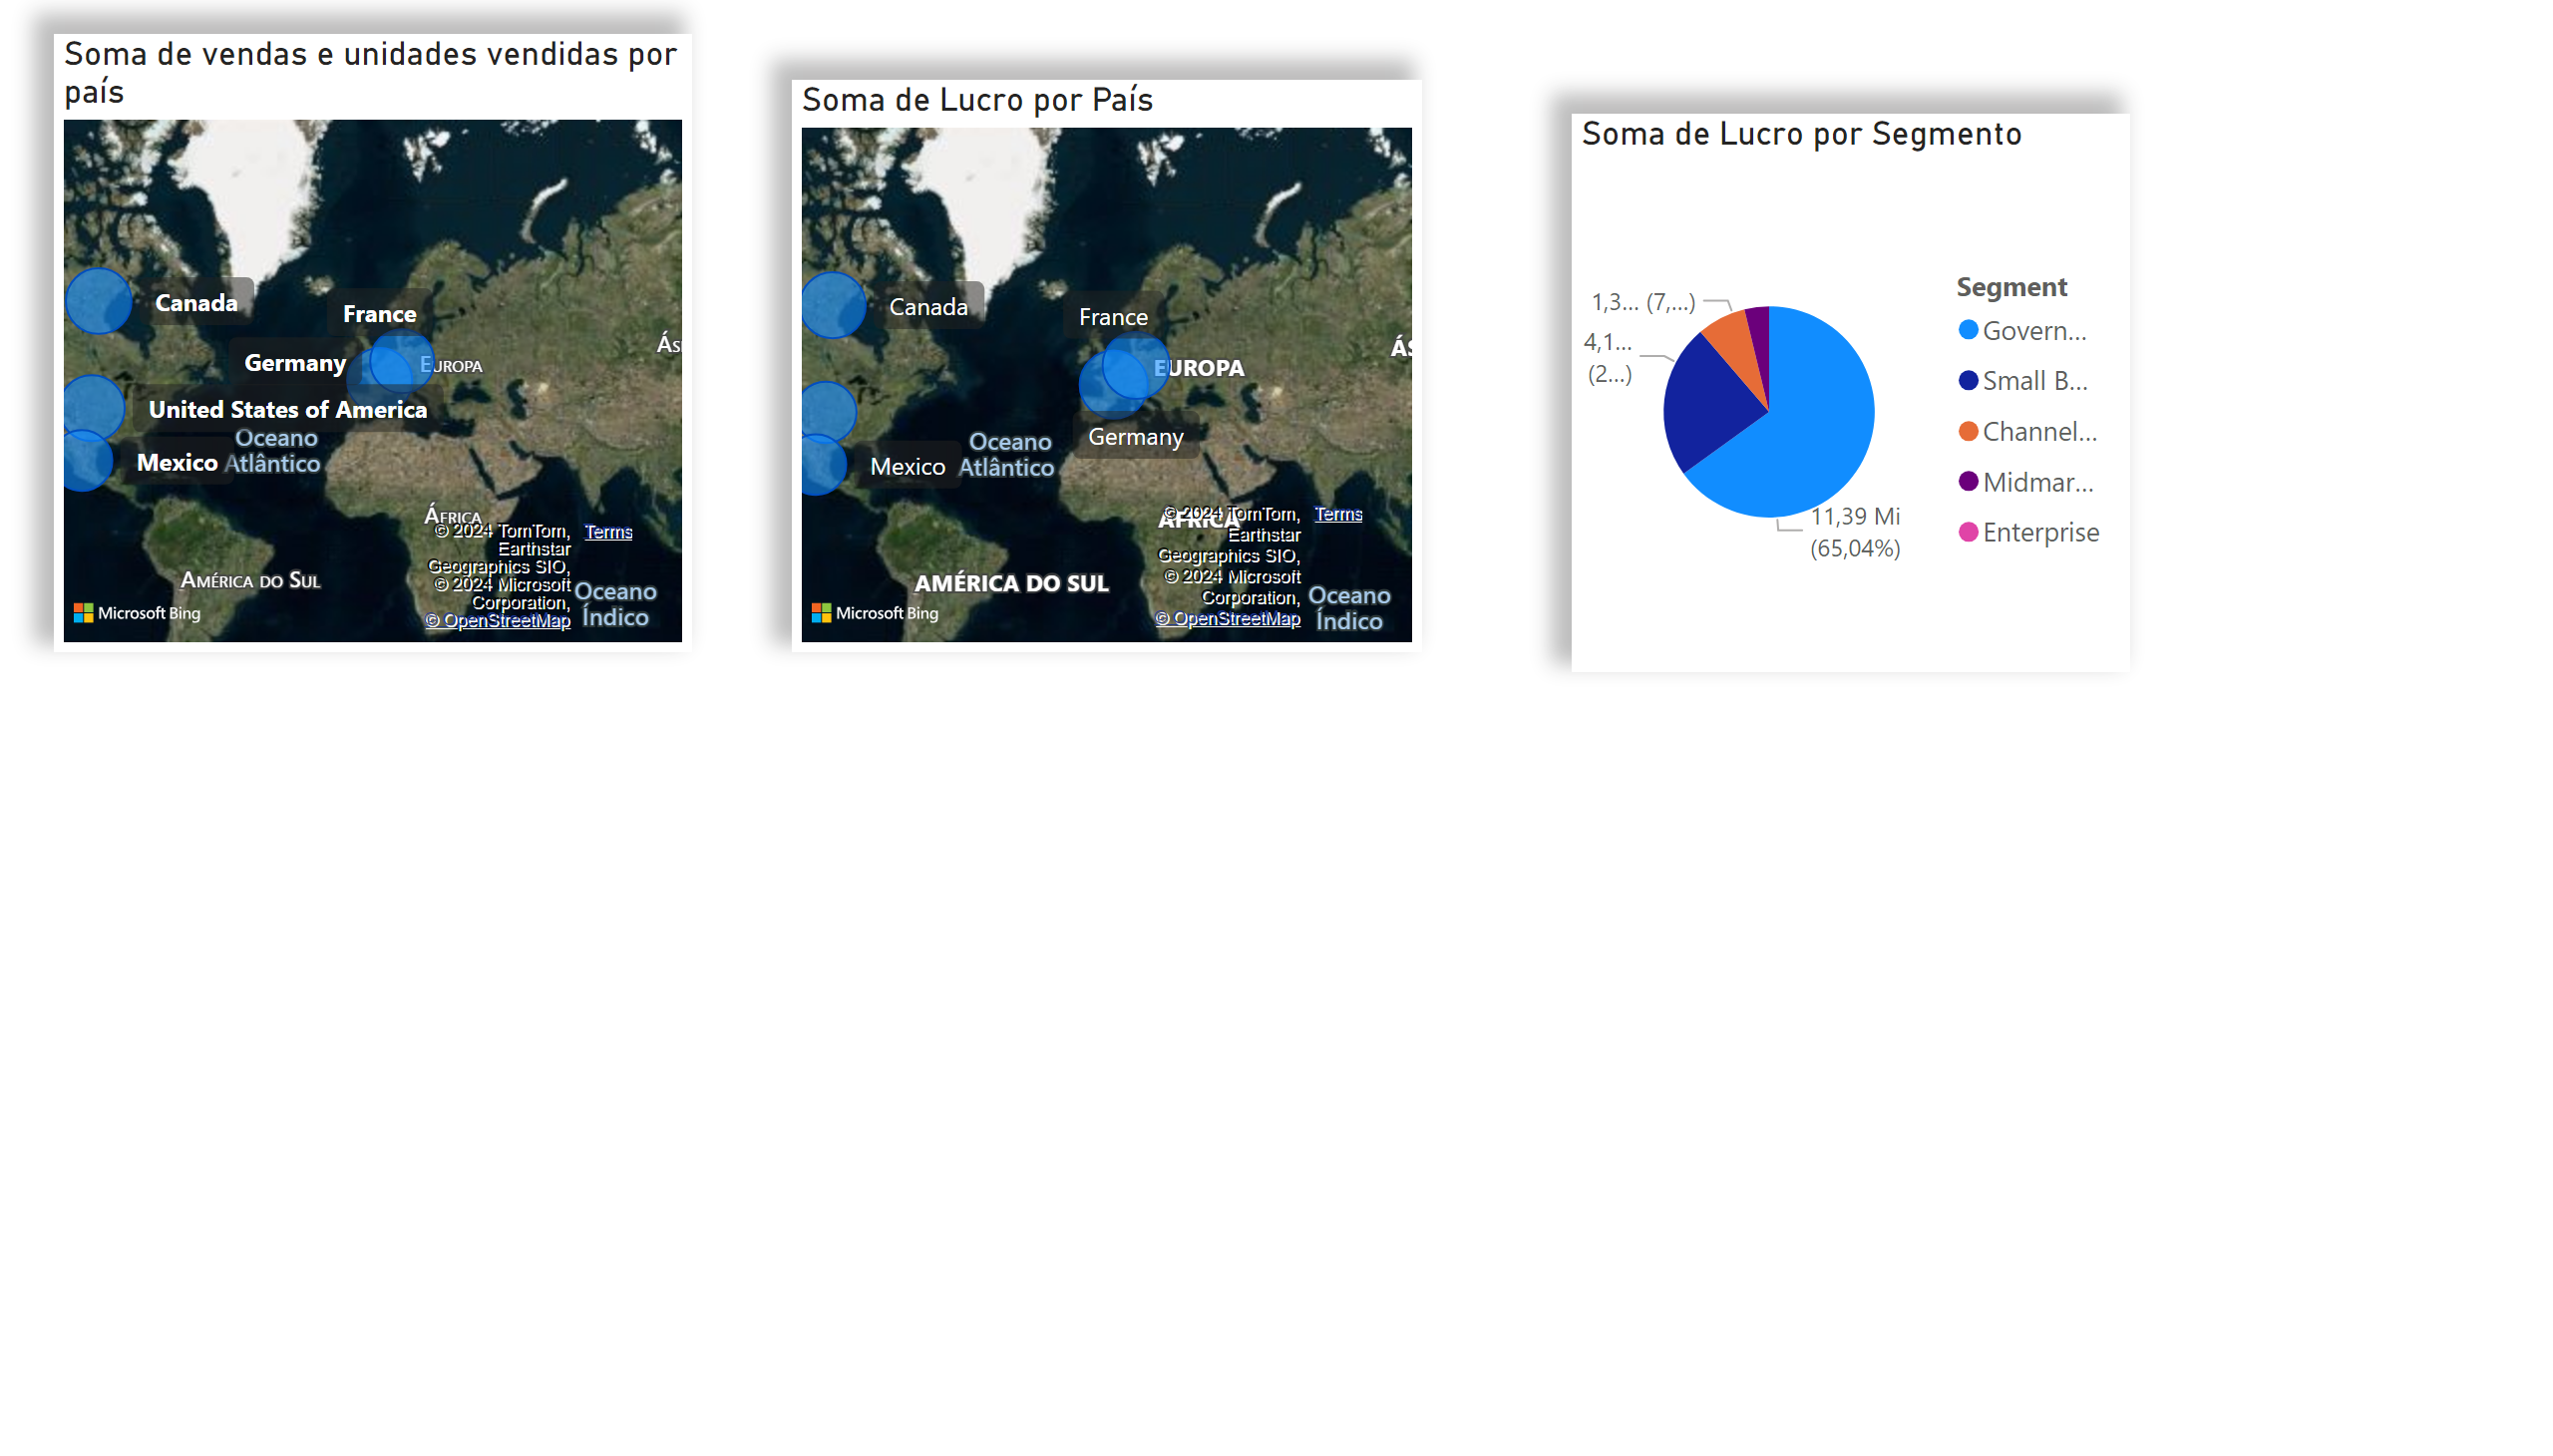 Soma de vendas e unidades vendidas por
país
Canada
France
Germany
EUROPA
United States of America
Oceano
Mexico
Atlântico
ÁFRICA
© 2024 TomTom,
Terms
Earthstar
Geographics SIO,
© 2024 Microsoft
Corporation,
© OpenStreetMap
AMÉRICA DO SUL
Oceano
Índico
Microsoft Bing
Soma de Lucro por País
Canada
France
EUROPA
Germany
Oceano
Mexico
Atlântico
ÁFRICA
© 2024 TomTom,
Terms
Earthstar
Geographics SIO,
© 2024 Microsoft
Corporation,
© OpenStreetMap
AMÉRICA DO SUL
Oceano
Índico
Microsoft Bing
Soma de Lucro por Segmento
1,3... (7,...)
4,1...
(2...)
11,39 Mi
(65,04%)
Segment
Govern...
Small B...
Channel...
Midmar...
Enterprise